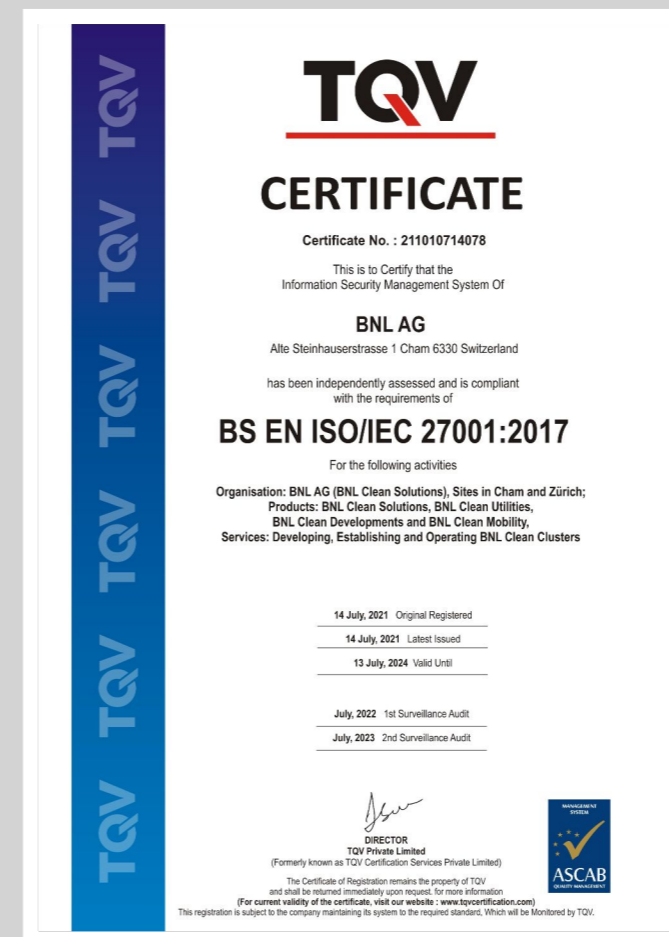 TQV
TQV
TQV
TQV
TQV
TQV
TQV
CERTIFICATE
Certificate No. : 211010714078
This is to Certify that the
Information Security Management System Of
BNL AG
Alte Steinhauserstrasse 1 Cham 6330 Switzerland
has been independently assessed and is compliant
with the requirements of
BS EN ISO/IEC 27001:2017
For the following activities
Organisation: BNL AG (BNL Clean Solutions), Sites in Cham and Zürich;
Products: BNL Clean Solutions, BNL Clean Utilities,
BNL Clean Developments and BNL Clean Mobility,
Services: Developing, Establishing and Operating BNL Clean Clusters
14 July, 2021 Original Registered
14 July, 2021 Latest Issued
13 July, 2024 Valid Until
July, 2022 1st Surveillance Audit
July, 2023 2nd Surveillance Audit
DIRECTOR
TQV Private Limited
(Formerly known as TQV Certification Services Private Limited)
MANAGEMENT
SYSTEM
ASCAB
QUALITY MANAGEMENT
The Certificate of Registration remains the property of TQV
and shall be returned immediately upon request. for more information
(For current validity of the certificate, visit our website : www.tqvcertification.com)
This registration is subject to the company maintaining its system to the required standard, Which will be Monitored by TQV.